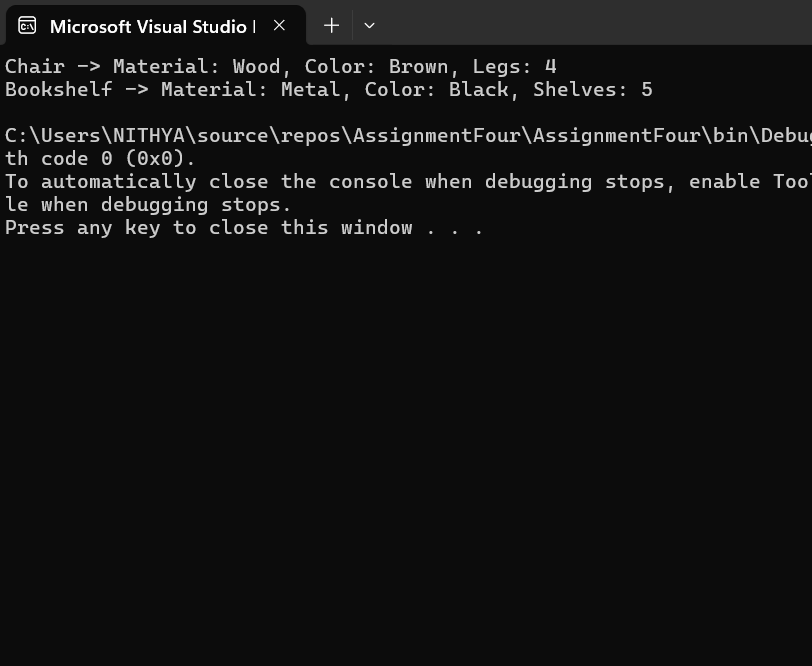 Microsoft Visual Studio
Chair -> Material: Wood, Color: Brown, Legs: 4
Bookshelf -> Material: Metal, Color: Black, Shelves: 5
C:\Users\NITHYA\source\repos\AssignmentFour\AssignmentFour\bin\Debug
th code 0 (0x0).
To automatically close the console when debugging stops, enable Tool
le when debugging stops.
Press any key to close this window . . .